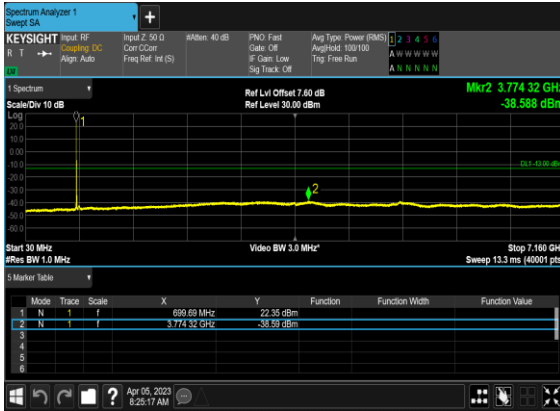 Spectrum Analyzer 1
Swept SA
KEYSIGHT
R T
Input: RF
Coupling: DC
Align: Auto
Input Z: 50 Ω
Corr CCorr
Freq Ref: Int (S)
#Atten: 40 dB
PNO: Fast
Gate: Off
IF Gain: Low
Sig Track: Off
Avg Type: Power (RMS)
Avg|Hold: 100/100
Trig: Free Run
1 2 3 4 5 6
A W W W W W
A N N N N N
1 Spectrum
Scale/Div 10 dB
Log
Ref Lvl Offset 7.60 dB
Ref Level 30.00 dBm
Mkr2 3.774 32 GHz
-38.588 dBm
1
20.0
10.0
0.00
-10.0
DL1 -13.00 dBm
-20.0
-30.0
2
-40.0
-50.0
-60.0
Start 30 MHz
#Res BW 1.0 MHz
Video BW 3.0 MHz*
Stop 7.160 GH
Sweep 13.3 ms (40001 pts
5 Marker Table
Mode Trace Scale X Y Function Function Width Function Value
1 N 1 f 699.69 MHz 22.35 dBm
2 N 1 f 3.774 32 GHz -38.59 dBm
3
4
5
6
?
Apr 05, 2023
8:25:17 AM